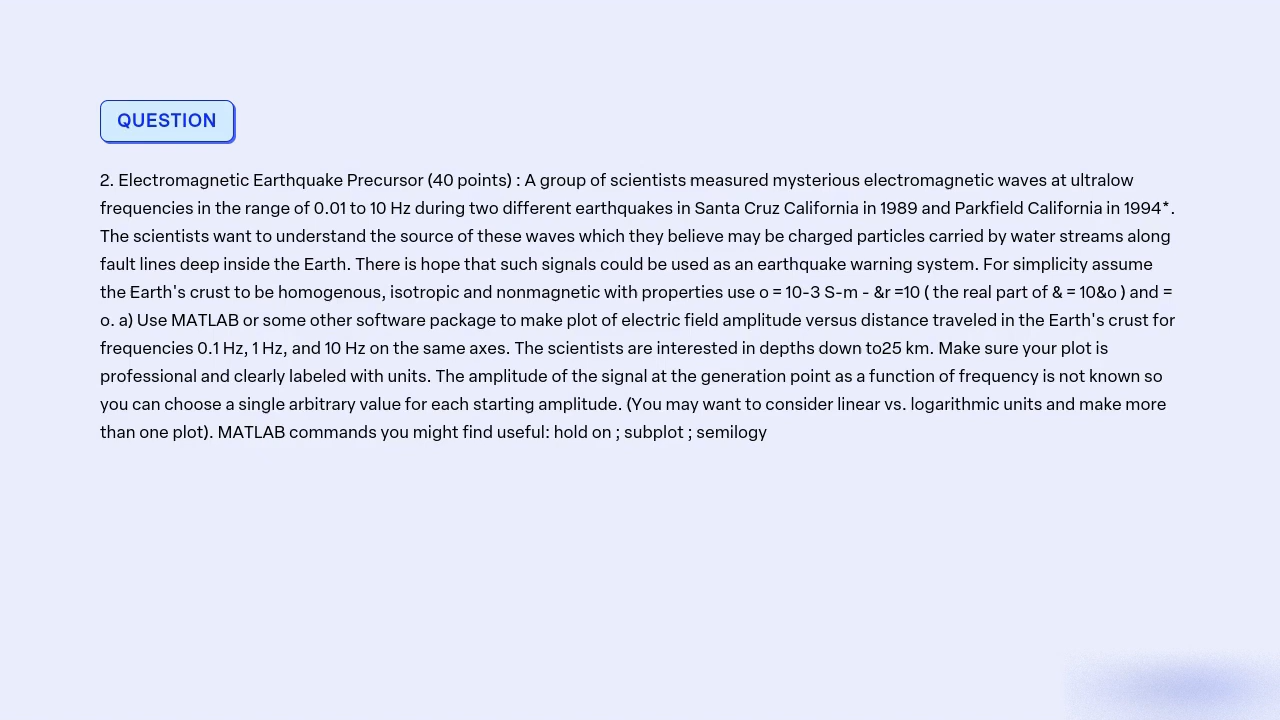 QUESTION
2. Electromagnetic Earthquake Precursor (40 points) : A group of scientists measured mysterious electromagnetic waves at ultralow
frequencies in the range of 0.01 to 10 Hz during two different earthquakes in Santa Cruz California in 1989 and Parkfield California in 1994*.
The scientists want to understand the source of these waves which they believe may be charged particles carried by water streams along
fault lines deep inside the Earth. There is hope that such signals could be used as an earthquake warning system. For simplicity assume
the Earth's crust to be homogenous, isotropic and nonmagnetic with properties use o = 10-3 S-m - &r =10 ( the real part of & = 10&o ) and =
o. a) Use MATLAB or some other software package to make plot of electric field amplitude versus distance traveled in the Earth's crust for
frequencies 0.1 Hz, 1 Hz, and 10 Hz on the same axes. The scientists are interested in depths down to25 km. Make sure your plot is
professional and clearly labeled with units. The amplitude of the signal at the generation point as a function of frequency is not known so
you can choose a single arbitrary value for each starting amplitude. (You may want to consider linear vs. logarithmic units and make more
than one plot). MATLAB commands you might find useful: hold on ; subplot ; semilogy